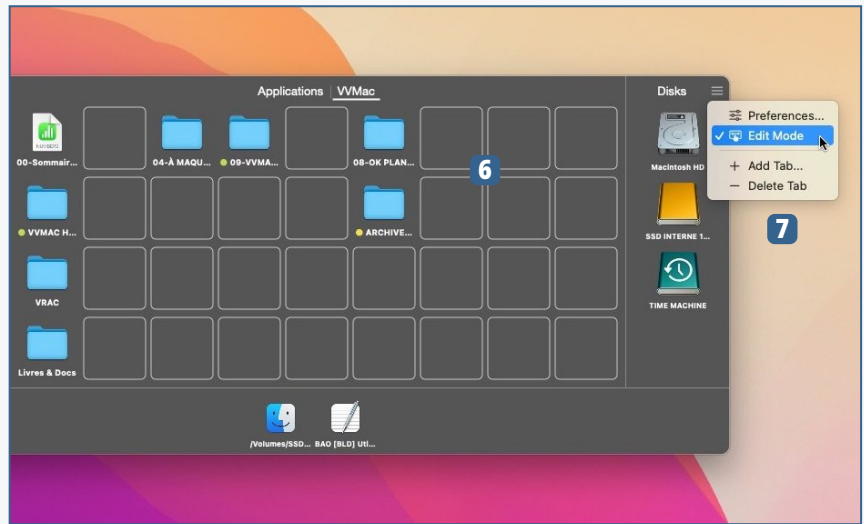 Applications VVMac Disks
Preferences...
Edit Mode
Add Tab...
Delete Tab
00-Sommair...
04-À MAQU...
09-VVMA...
08-OK PLAN...
6
Macintosh HD
7
VVMAC H...
ARCHIVE...
SSD INTERNE 1...
VRAC
TIME MACHINE
Livres & Docs
/Volumes/SSD... BAO [BLD] Uti...